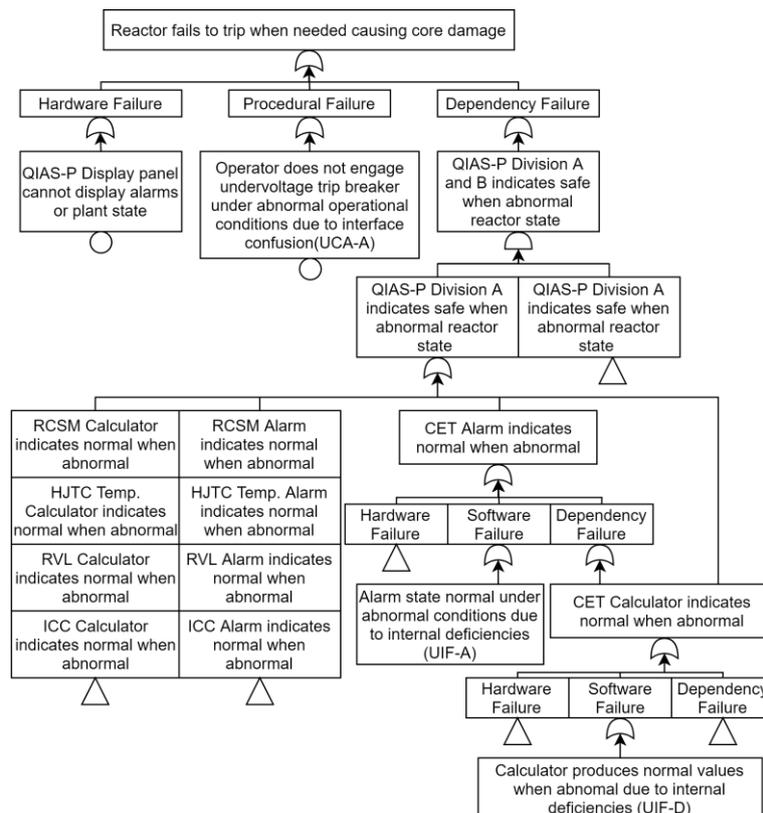 Reactor fails to trip when needed causing core damage
Hardware Failure
Procedural Failure
Dependency Failure
QIAS-P Display panel
cannot display alarms
or plant state
Operator does not engage
undervoltage trip breaker
under abnormal operational
conditions due to interface
confusion(UCA-A)
QIAS-P Division A
and B indicates safe
when abnormal
reactor state
QIAS-P Division A
indicates safe when
abnormal reactor
state
QIAS-P Division A
indicates safe when
abnormal reactor
state
RCSM Calculator
indicates normal when
abnormal
RCSM Alarm
indicates normal
when abnormal
HJTC Temp.
Calculator indicates
normal when abnormal
HJTC Temp. Alarm
indicates normal
when abnormal
RVL Calculator
indicates normal when
abnormal
RVL Alarm indicates
normal when
abnormal
ICC Calculator
indicates normal when
abnormal
ICC Alarm indicates
normal when
abnormal
CET Alarm indicates
normal when abnormal
Hardware
Failure
Software
Failure
Dependency
Failure
Alarm state normal under
abnormal conditions due
to internal deficiencies
(UIF-A)
CET Calculator indicates
normal when abnormal
Hardware
Failure
Software
Failure
Dependency
Failure
Calculator produces normal values
when abnomal due to internal
deficiencies (UIF-D)